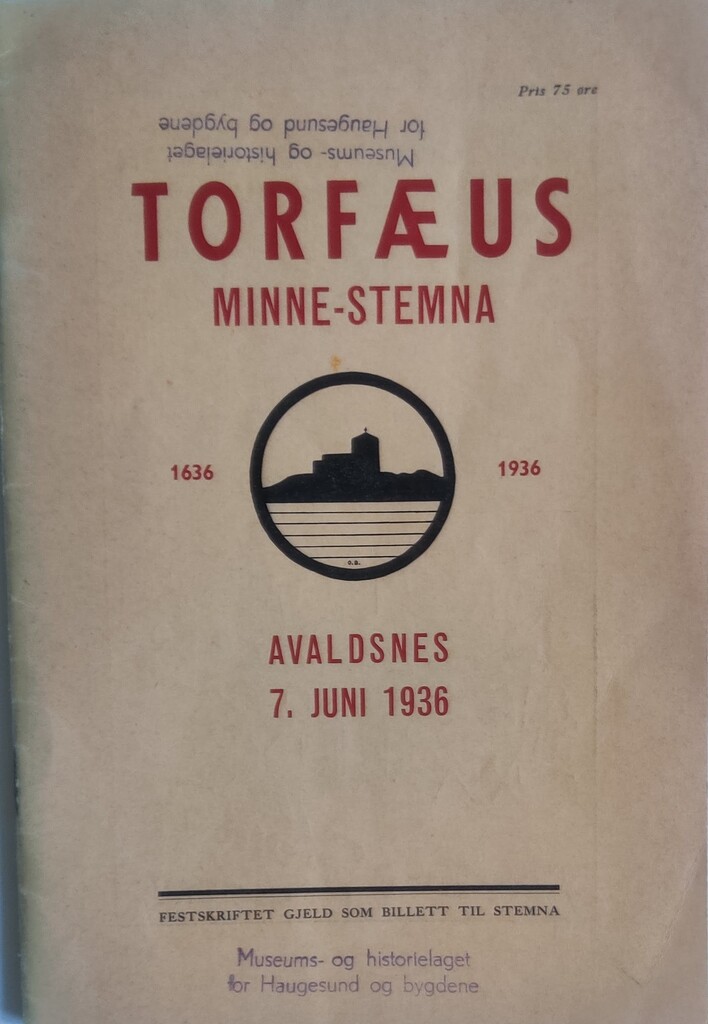 Pris 75 øre
Museums- og historielaget
for Haugesund og bygdene
TORFÆUS
MINNE-STEMNA
1636
1936
O.B.
AVALDSNES
7. JUNI 1936
FESTSKRIFTET GJELD SOM BILLETT TIL STEMNA
Museums- og historielaget
for Haugesund og bygdene